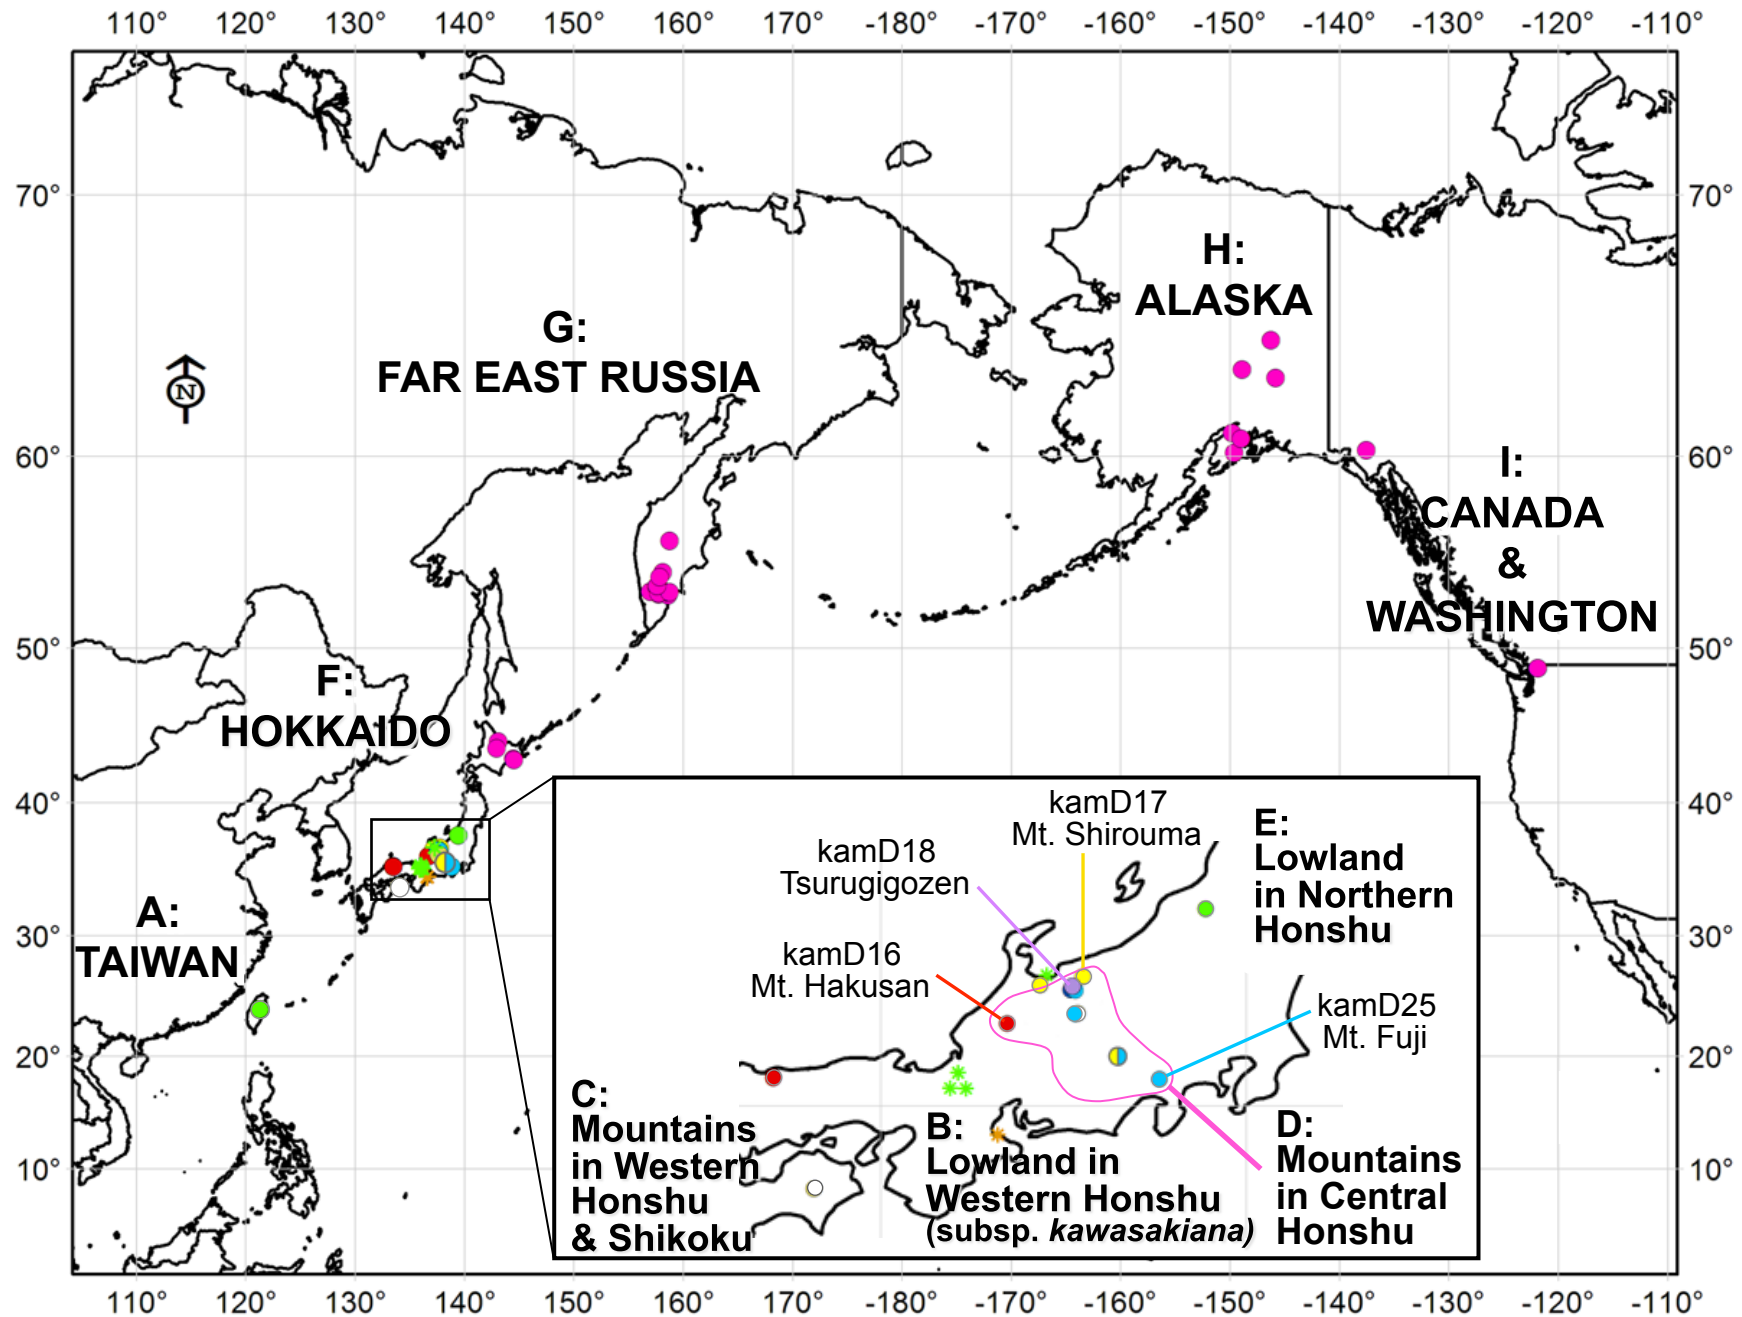 110° 120° 130° 140° 150° 160° 170° -180° -170° -160° -150° -140° -130° -120° -110°
70° 70°
H:
ALASKA
G:
FAR EAST RUSSIA
N
60° 60°
I:
CANADA
&
WASHINGTON
50° 50°
F:
HOKKAIDO
40° 40°
kamD17
Mt. Shirouma
E:
Lowland
in Northern
Honshu
kamD18
Tsurugigozen
A:
TAIWAN
30° 30°
kamD16
Mt. Hakusan
kamD25
Mt. Fuji
20° 20°
C:
Mountains
in Western
Honshu
& Shikoku
B:
Lowland in
Western Honshu
(subsp. kawasakiana)
D:
Mountains
in Central
Honshu
10° 10°
110° 120° 130° 140° 150° 160° 170° -180° -170° -160° -150° -140° -130° -120° -110°